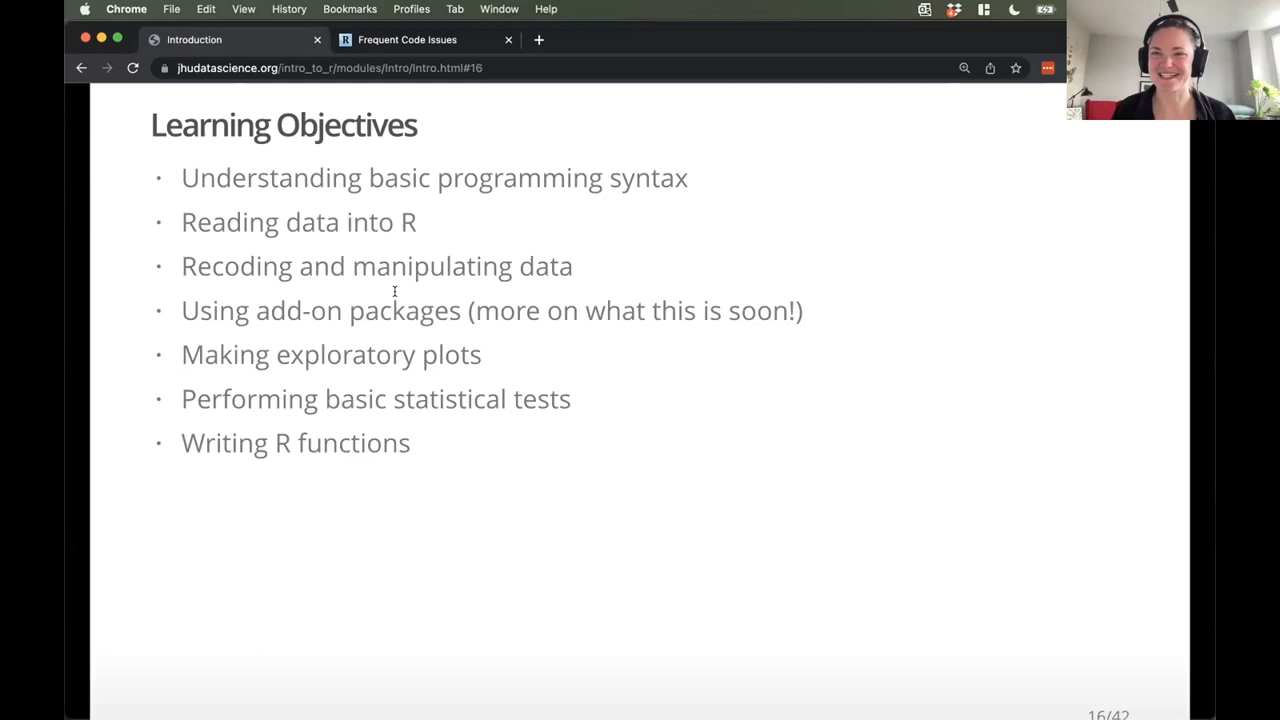 Chrome File Edit View History Bookmarks Profiles Tab Window Help
Introduction
Frequent Code Issues
jhudatascience.org/intro_to_r/modules/Intro/Intro.html#16
Learning Objectives
· Understanding basic programming syntax
· Reading data into R
· Recoding and manipulating data
· Using add-on packages (more on what this is soon!)
· Making exploratory plots
· Performing basic statistical tests
· Writing R functions
16/42